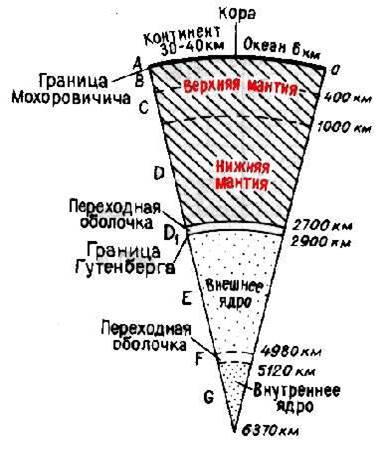 Кора
Континент
30-40км
Океан 6км
A
0
B
Граница
Мохоровичича
Верхняя мантия
400 км
C
1000 км
D
Нижняя
мантия
Переходная
оболочка
2700 км
D1
2900 км
Граница
Гутенберга
E
Внешнее
ядро
Переходная
оболочка
4980 км
F
5120 км
G
Внутреннее
ядро
6370 км